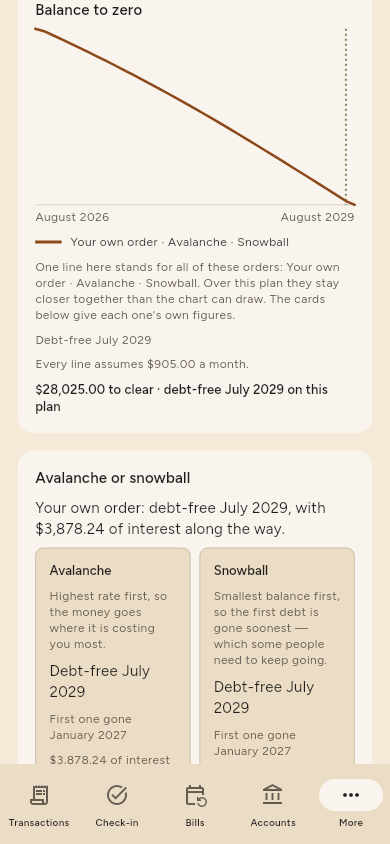 Balance to zero
August 2026
August 2029
Your own order · Avalanche · Snowball
One line here stands for all of these orders: Your own
order · Avalanche · Snowball. Over this plan they stay
closer together than the chart can draw. The cards
below give each one's own figures.
Debt-free July 2029
Every line assumes $905.00 a month.
$28,025.00 to clear · debt-free July 2029 on this
plan
Avalanche or snowball
Your own order: debt-free July 2029, with
$3,878.24 of interest along the way.
Avalanche
Highest rate first, so
the money goes
where it is costing
you most.
Debt-free July
2029
First one gone
January 2027
$3,878.24 of interest
Snowball
Smallest balance first,
so the first debt is
gone soonest —
which some people
need to keep going.
Debt-free July
2029
First one gone
January 2027
Transactions
Check-in
Bills
Accounts
More